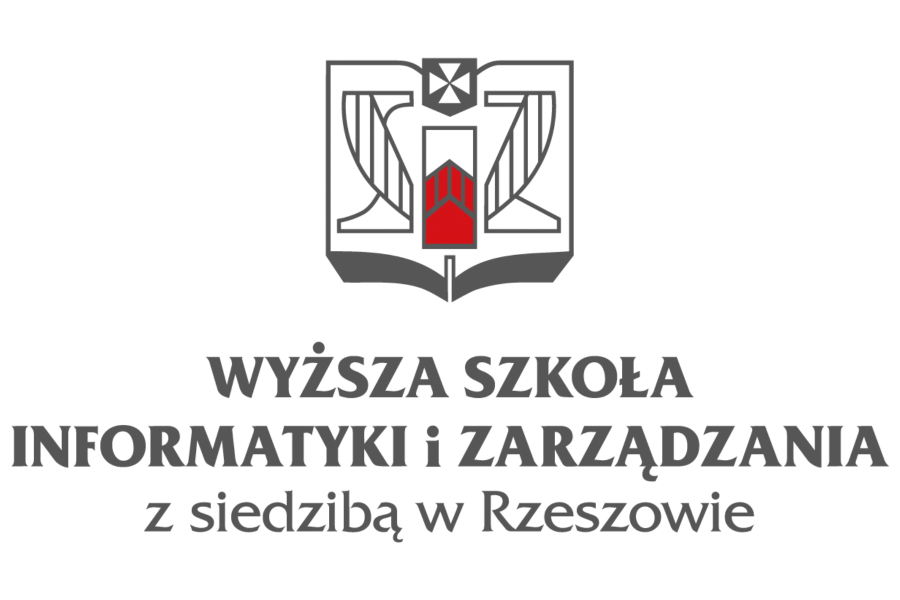 WYŻSZA SZKOŁA
INFORMATYKI i ZARZĄDZANIA
z siedzibą w Rzeszowie